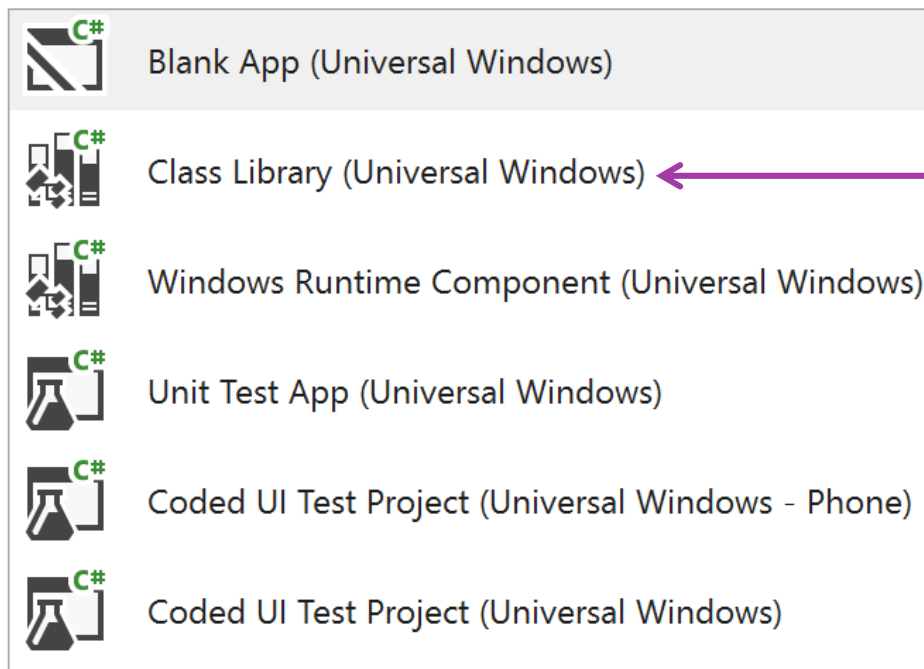 C#
Blank App (Universal Windows)
C#
Class Library (Universal Windows)
C#
Windows Runtime Component (Universal Windows)
C#
Unit Test App (Universal Windows)
C#
Coded UI Test Project (Universal Windows - Phone)
C#
Coded UI Test Project (Universal Windows)